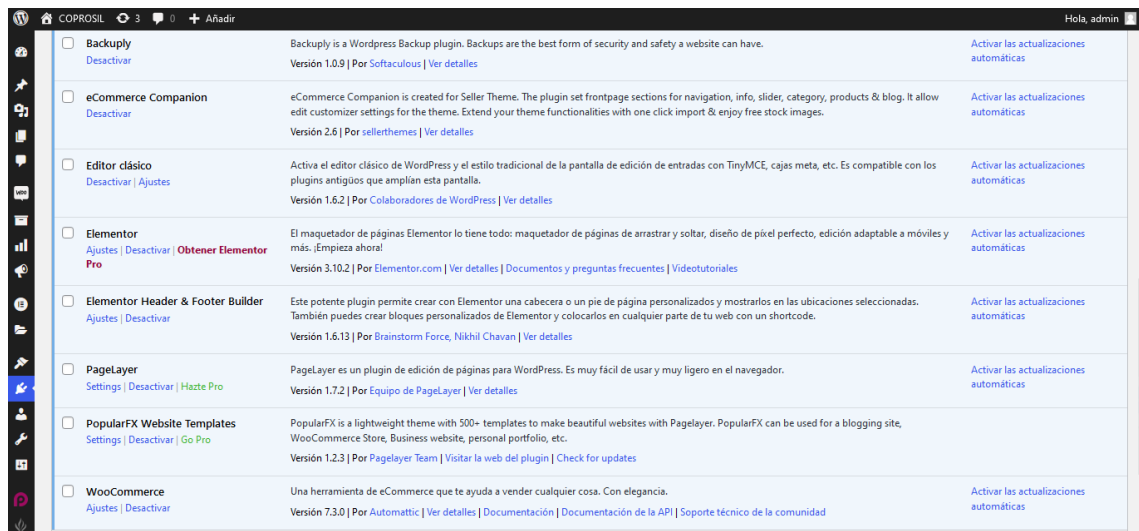 COPROSIL 3 0 Añadir Hola, admin
Backuply Backuply is a Wordpress Backup plugin. Backups are the best form of security and safety a website can have. Activar las actualizaciones
Desactivar automáticas
Versión 1.0.9 | Por Softaculous | Ver detalles
eCommerce Companion eCommerce Companion is created for Seller Theme. The plugin set frontpage sections for navigation, info, slider, category, products & blog. It allow Activar las actualizaciones
Desactivar edit customizer settings for the theme. Extend your theme functionalities with one click import & enjoy free stock images. automáticas
Versión 2.6 | Por sellerthemes | Ver detalles
Editor clásico Activa el editor clásico de WordPress y el estilo tradicional de la pantalla de edición de entradas con TinyMCE, cajas meta, etc. Es compatible con los Activar las actualizaciones
Desactivar | Ajustes plugins antigüos que amplían esta pantalla. automáticas
Versión 1.6.2 | Por Colaboradores de WordPress | Ver detalles
Elementor El maquetador de páginas Elementor lo tiene todo: maquetador de páginas de arrastrar y soltar, diseño de píxel perfecto, edición adaptable a móviles y Activar las actualizaciones
Ajustes | Desactivar | Obtener Elementor más. ¡Empieza ahora! automáticas
Pro Versión 3.10.2 | Por Elementor.com | Ver detalles | Documentos y preguntas frecuentes | Videotutoriales
Elementor Header & Footer Builder Este potente plugin permite crear con Elementor una cabecera o un pie de página personalizados y mostrarlos en las ubicaciones seleccionadas. Activar las actualizaciones
Ajustes | Desactivar También puedes crear bloques personalizados de Elementor y colocarlos en cualquier parte de tu web con un shortcode. automáticas
Versión 1.6.13 | Por Brainstorm Force, Nikhil Chavan | Ver detalles
PageLayer PageLayer es un plugin de edición de páginas para WordPress. Es muy fácil de usar y muy ligero en el navegador. Activar las actualizaciones
Settings | Desactivar | Hazte Pro automáticas
Versión 1.7.2 | Por Equipo de PageLayer | Ver detalles
PopularFX Website Templates PopularFX is a lightweight theme with 500+ templates to make beautiful websites with Pagelayer. PopularFX can be used for a blogging site, Activar las actualizaciones
Settings | Desactivar | Go Pro WooCommerce Store, Business website, personal portfolio, etc. automáticas
Versión 1.2.3 | Por Pagelayer Team | Visitar la web del plugin | Check for updates
WooCommerce Una herramienta de eCommerce que te ayuda a vender cualquier cosa. Con elegancia. Activar las actualizaciones
Ajustes | Desactivar automáticas
Versión 7.3.0 | Por Automattic | Ver detalles | Documentación | Documentación de la API | Soporte técnico de la comunidad